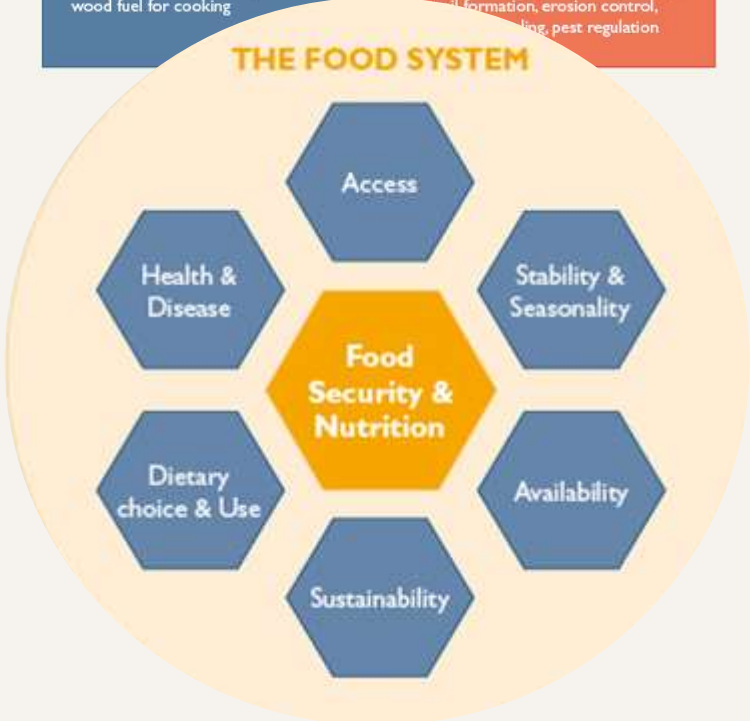 wood fuel for cooking
formation, erosion control,
pest regulation
THE FOOD SYSTEM
Access
Health &
Disease
Stability &
Seasonality
Food
Security &
Nutrition
Dietary
choice & Use
Availability
Sustainability